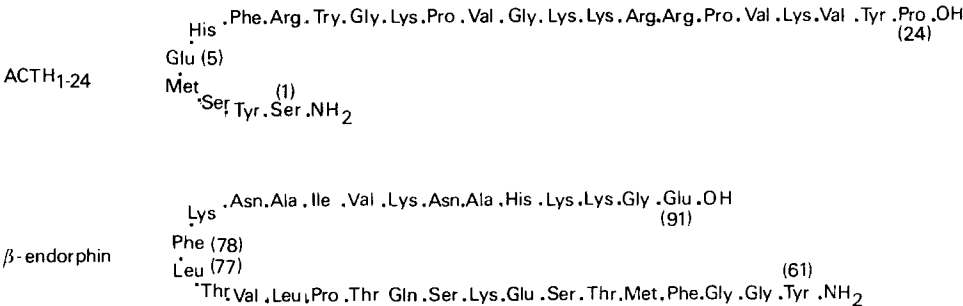 .Phe.Arg.Try.Gly.Lys.Pro.Val.Gly.Lys.Lys.Arg.Arg.Pro.Val.Lys.Val.Tyr.Pro.OH
His
(24)
Glu (5)
ACTH1-24
Met
(1)
.Ser.Tyr.Ser.NH2
.Asn.Ala.Ile.Val.Lys.Asn.Ala.His.Lys.Lys.Gly.Glu.OH
Lys
(91)
Phe (78)
β-endorphin
Leu (77)
(61)
.Thr.Val.Leu.Pro.Thr Gln.Ser.Lys.Glu.Ser.Thr.Met.Phe.Gly.Gly.Tyr.NH2